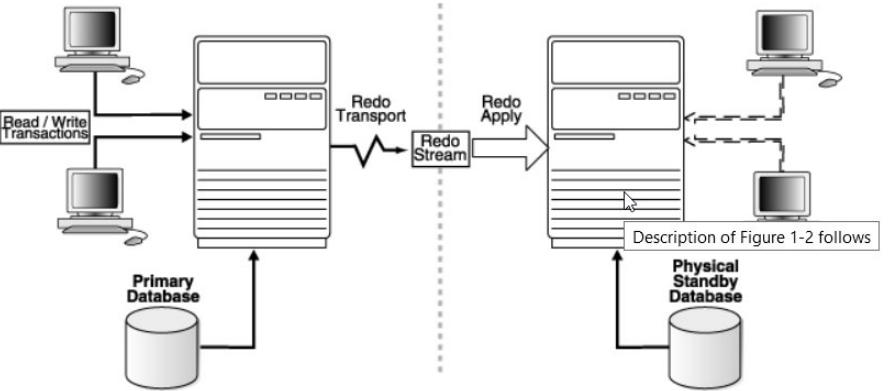 Read / Write
Transactions
Redo
Transport
Redo
Stream
Redo
Apply
Description of Figure 1-2 follows
Primary
Database
Physical
Standby
Database